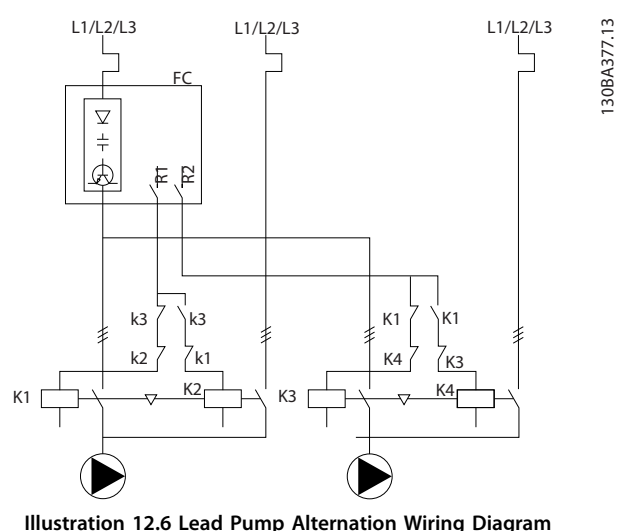 L1/L2/L3 L1/L2/L3 L1/L2/L3
130BA377.13
FC
R1 R2
k3 k3 K1 K1
k2 k1 K4 K3
K1 K2 K3 K4
Illustration 12.6 Lead Pump Alternation Wiring Diagram